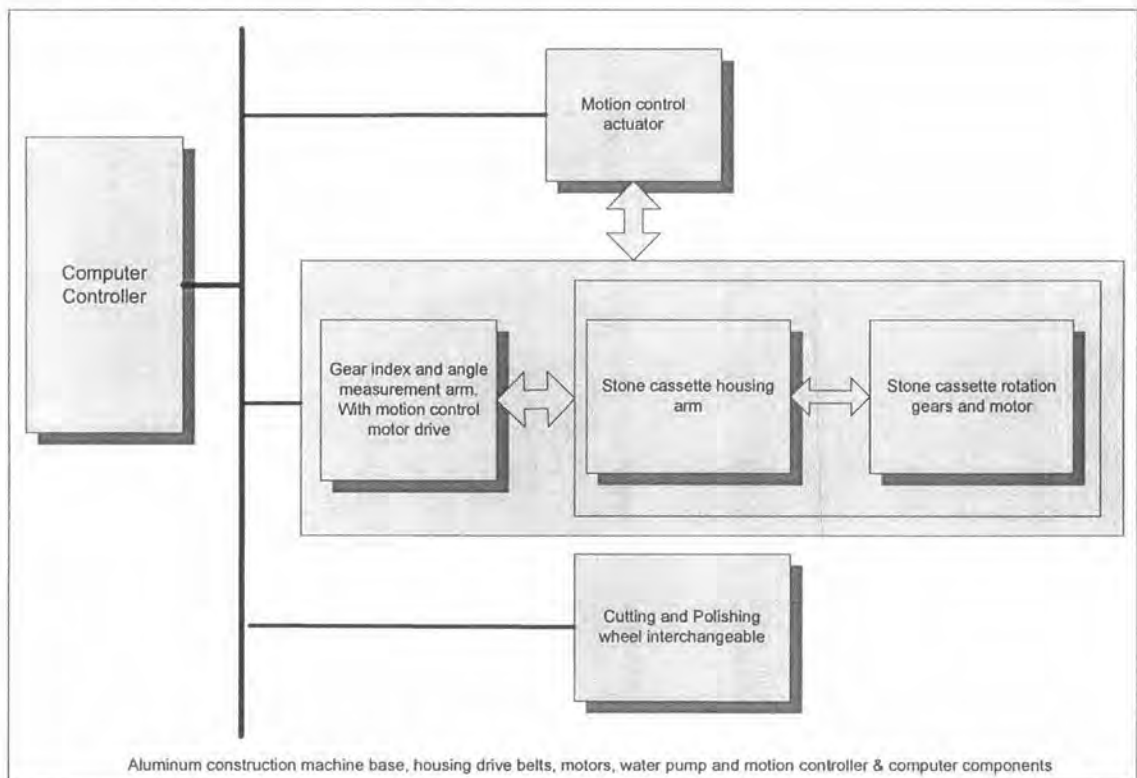 Motion control
actuator
Computer
Controller
Gear index and angle
measurement arm.
With motion control
motor drive
Stone cassette housing
arm
Stone cassette rotation
gears and motor
Cutting and Polishing
wheel interchangeable
Aluminum construction machine base, housing drive belts, motors, water pump and motion controller & computer components